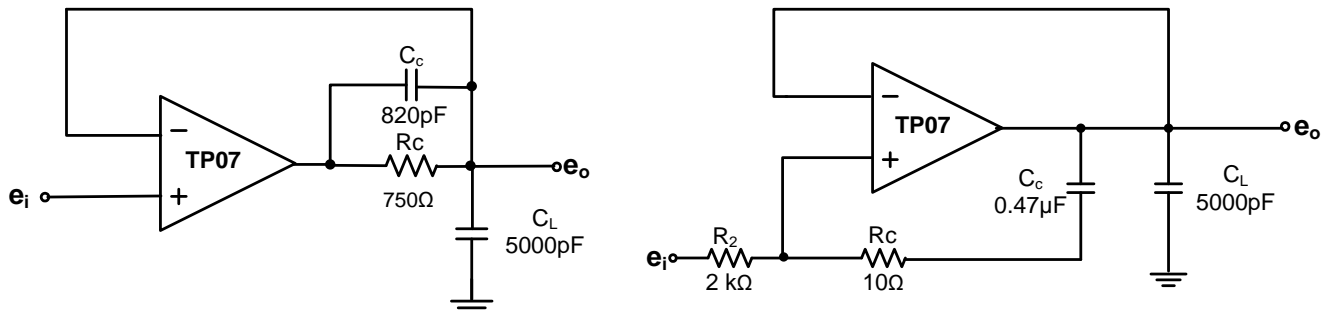 Cc
820pF
Rc
750Ω
TP07
−
+
ei
eo
CL
5000pF
TP07
−
+
eo
Cc
0.47µF
CL
5000pF
ei
R2
2 kΩ
Rc
10Ω